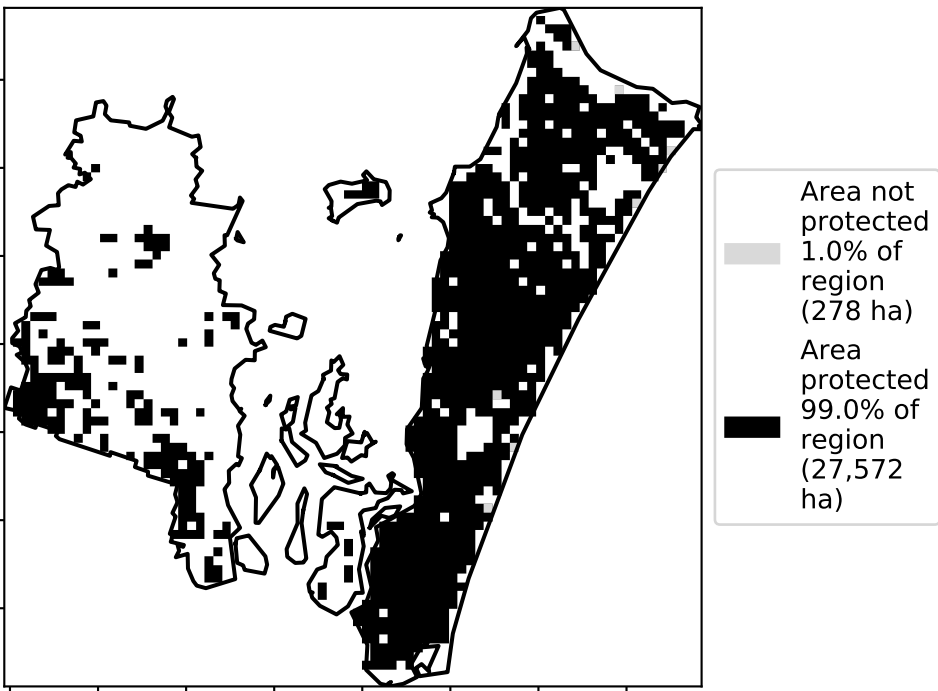 Area not
protected
1.0% of
region
(278 ha)
Area
protected
99.0% of
region
(27,572
ha)